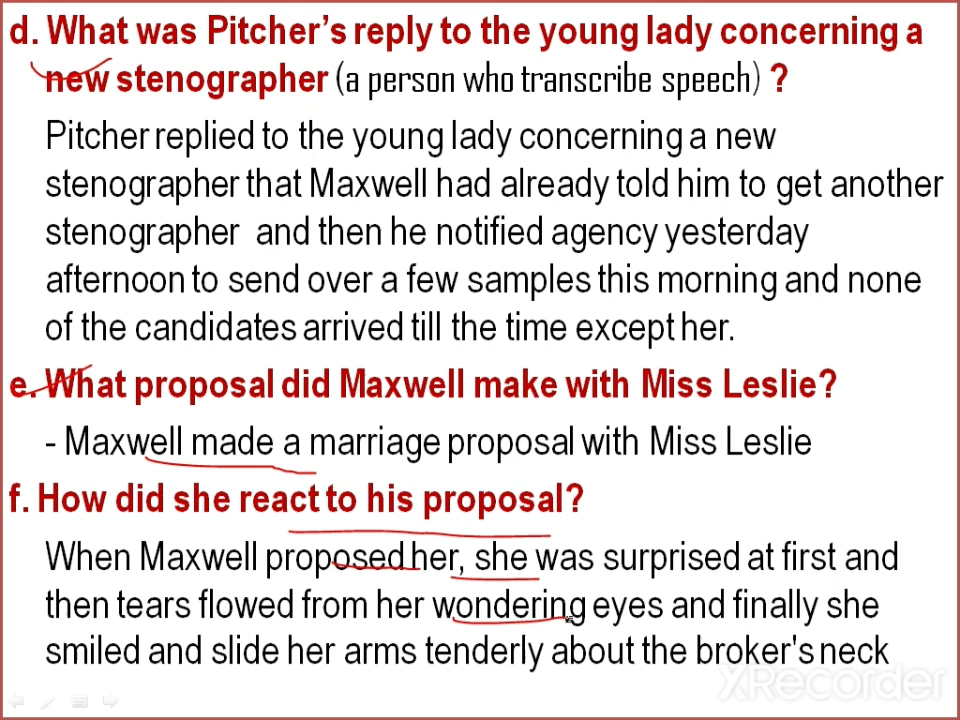 d. What was Pitcher’s reply to the young lady concerning a
new stenographer (a person who transcribe speech) ?
Pitcher replied to the young lady concerning a new
stenographer that Maxwell had already told him to get another
stenographer and then he notified agency yesterday
afternoon to send over a few samples this morning and none
of the candidates arrived till the time except her.
e. What proposal did Maxwell make with Miss Leslie?
- Maxwell made a marriage proposal with Miss Leslie
f. How did she react to his proposal?
When Maxwell proposed her, she was surprised at first and
then tears flowed from her wondering eyes and finally she
smiled and slide her arms tenderly about the broker's neck
XRecorder